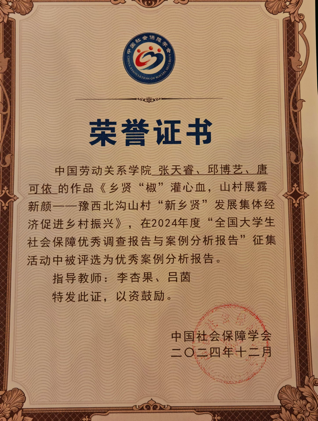 荣誉证书
中国劳动关系学院 张天睿、邱博艺、唐
可依 的作品《乡贤“椒”灌心血，山村展露
新颜——豫西北沟山村“新乡贤”发展集体经
济促进乡村振兴》，在2024年度“全国大学生
社会保障优秀调查报告与案例分析报告”征集
活动中被评选为优秀案例分析报告。
指导教师：李杏果、吕茵
特发此证，以资鼓励。
中国社会保障学会
二〇二四年十二月